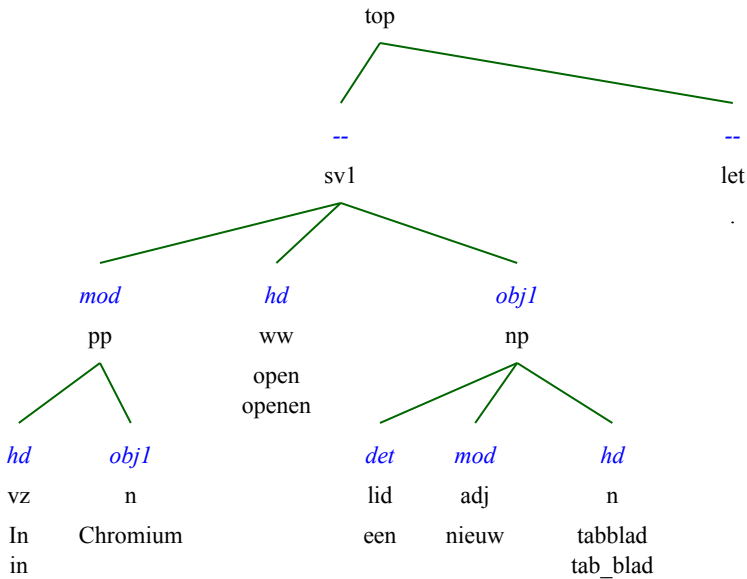 top
-- --
sv1 let
.
mod hd obj1
pp ww np
open
openen
hd obj1 det mod hd
vz n lid adj n
In Chromium een nieuw tabblad
in tab_blad